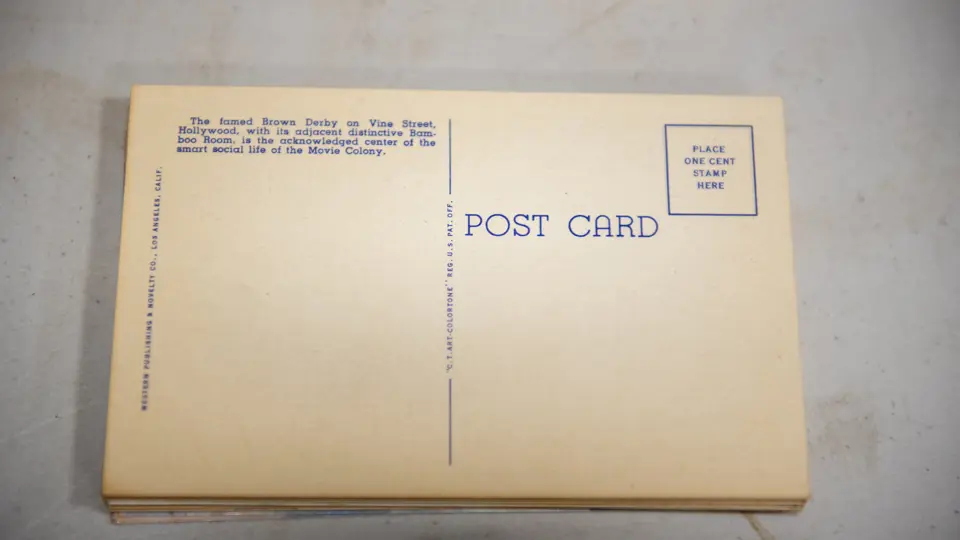 The famed Brown Derby on Vine Street,
Hollywood, with its adjacent distinctive Bam-
boo Room, is the acknowledged center of the
smart social life of the Movie Colony.
WESTERN PUBLISHING & NOVELTY CO., LOS ANGELES, CALIF.
"C.T. ART-COLORTONE" REG. U.S. PAT. OFF.
POST CARD
PLACE
ONE CENT
STAMP
HERE